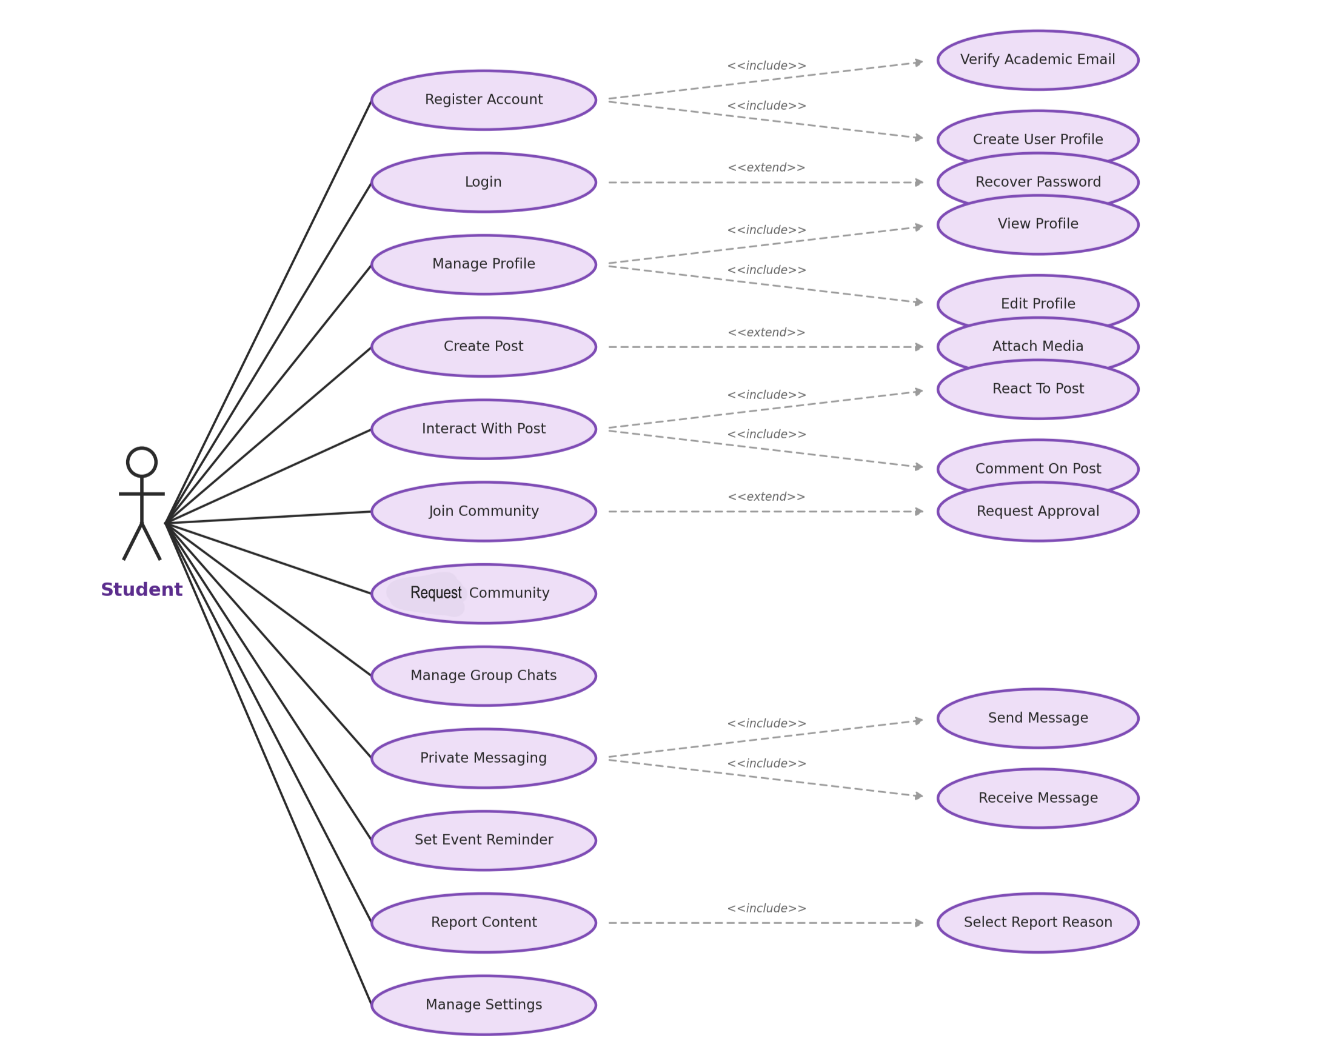 Verify Academic Email
<<include>>
Register Account
<<include>>
Create User Profile
<<extend>>
Login
Recover Password
View Profile
<<include>>
Manage Profile
<<include>>
Edit Profile
<<extend>>
Create Post
Attach Media
React To Post
<<include>>
Interact With Post
<<include>>
Comment On Post
<<extend>>
Join Community
Request Approval
Student
Request Community
Manage Group Chats
Send Message
<<include>>
Private Messaging
<<include>>
Receive Message
Set Event Reminder
<<include>>
Report Content
Select Report Reason
Manage Settings